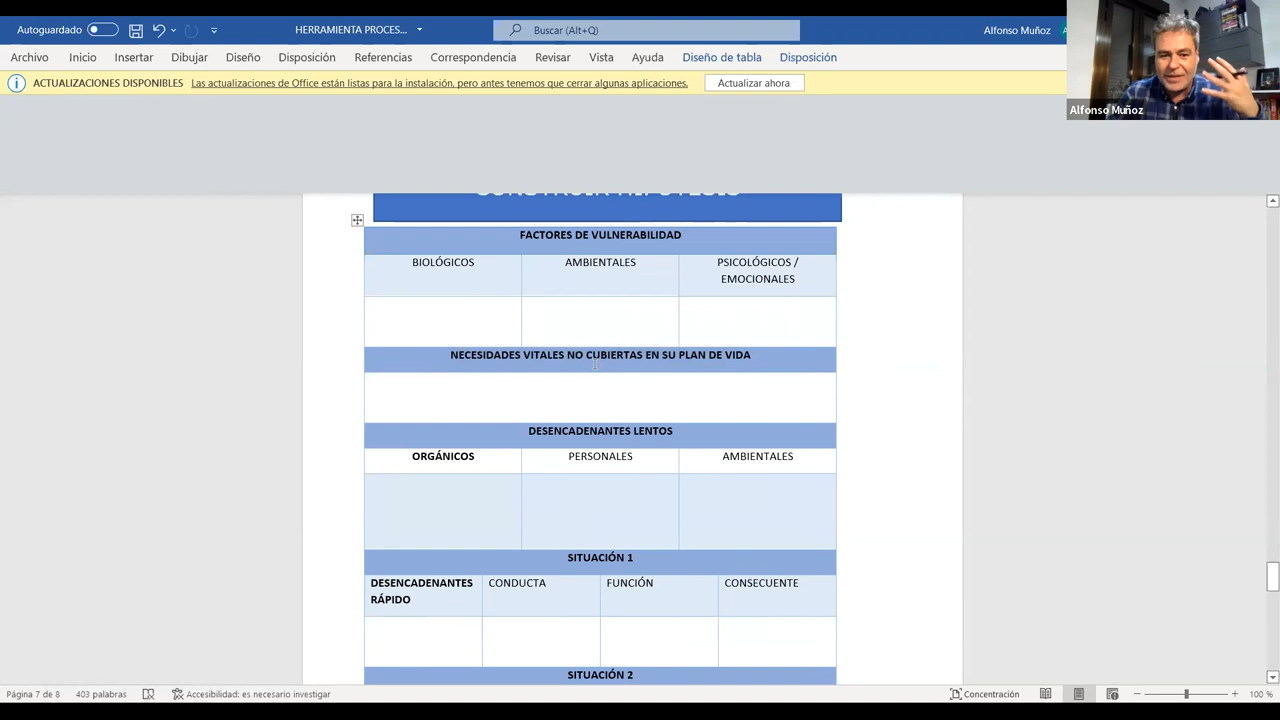 Autoguardado
HERRAMIENTA PROCES...
Buscar (Alt+Q)
Alfonso Muñoz
Archivo Inicio Insertar Dibujar Diseño Disposición Referencias Correspondencia Revisar Vista Ayuda Diseño de tabla Disposición
ACTUALIZACIONES DISPONIBLES Las actualizaciones de Office están listas para la instalación, pero antes tenemos que cerrar algunas aplicaciones. Actualizar ahora
Alfonso Muñoz
FACTORES DE VULNERABILIDAD
BIOLÓGICOS AMBIENTALES PSICOLÓGICOS /
EMOCIONALES
NECESIDADES VITALES NO CUBIERTAS EN SU PLAN DE VIDA
DESENCADENANTES LENTOS
ORGÁNICOS PERSONALES AMBIENTALES
SITUACIÓN 1
DESENCADENANTES CONDUCTA FUNCIÓN CONSECUENTE
RÁPIDO
SITUACIÓN 2
Página 7 de 8 403 palabras Accesibilidad: es necesario investigar Concentración 100 %